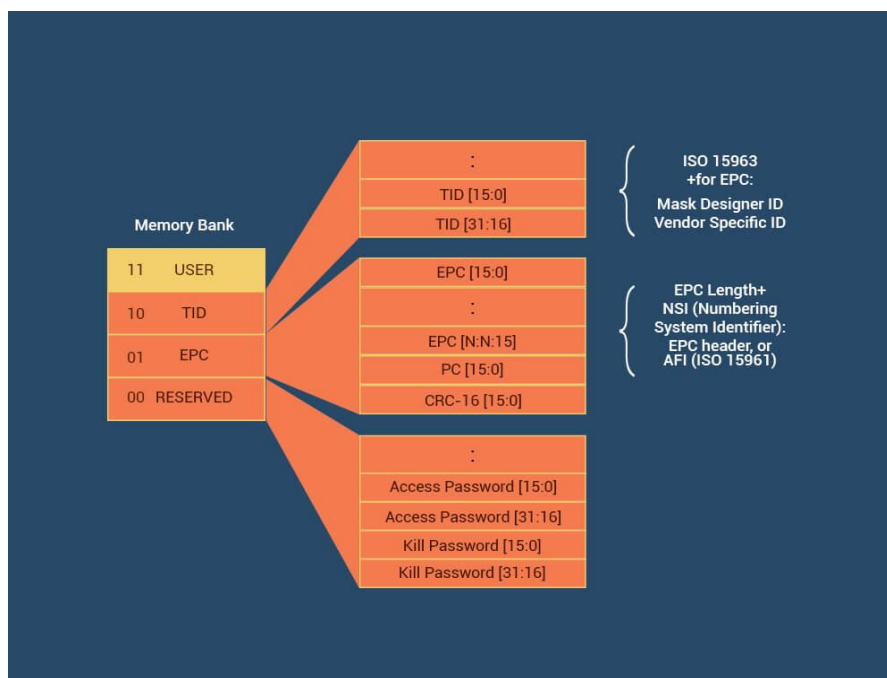 Memory Bank
11 USER
10 TID
01 EPC
00 RESERVED
:
TID [15:0]
TID [31:16]
EPC [15:0]
:
EPC [N:N:15]
PC [15:0]
CRC-16 [15:0]
:
Access Password [15:0]
Access Password [31:16]
Kill Password [15:0]
Kill Password [31:16]
ISO 15963
+for EPC:
Mask Designer ID
Vendor Specific ID
EPC Length+
NSI (Numbering
System Identifier):
EPC header, or
AFI (ISO 15961)